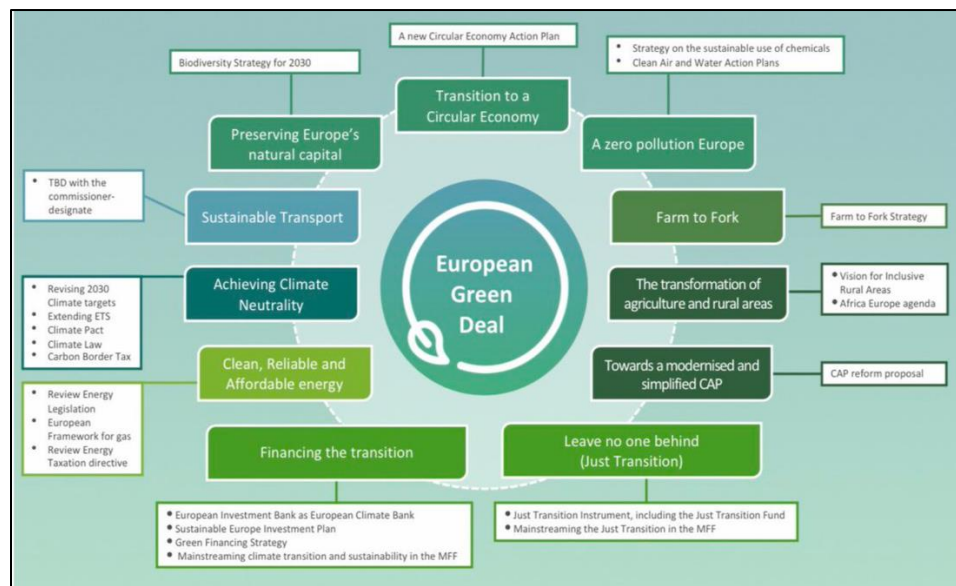 A new Circular Economy Action Plan
Biodiversity Strategy for 2030
• Strategy on the sustainable use of chemicals
• Clean Air and Water Action Plans
Transition to a
Circular Economy
Preserving Europe's
natural capital
A zero pollution Europe
• TBD with the
commissioner-
designate
Sustainable Transport
Farm to Fork
Farm to Fork Strategy
European
Green
Deal
• Revising 2030
Climate targets
• Extending ETS
• Climate Pact
• Climate Law
• Carbon Border Tax
Achieving Climate
Neutrality
The transformation of
agriculture and rural areas
• Vision for Inclusive
Rural Areas
• Africa Europe agenda
Clean, Reliable and
Affordable energy
Towards a modernised and
simplified CAP
CAP reform proposal
• Review Energy
Legislation
• European
Framework for gas
• Review Energy
Taxation directive
Financing the transition
Leave no one behind
(Just Transition)
• European Investment Bank as European Climate Bank
• Sustainable Europe Investment Plan
• Green Financing Strategy
• Mainstreaming climate transition and sustainability in the MFF
• Just Transition Instrument, including the Just Transition Fund
• Mainstreaming the Just Transition in the MFF